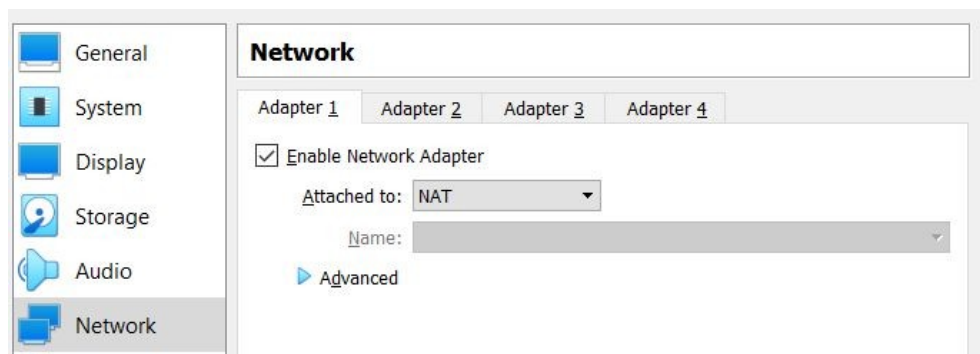 General
System
Display
Storage
Audio
Network
Network
Adapter 1 Adapter 2 Adapter 3 Adapter 4
Enable Network Adapter
Attached to: NAT
Name:
Advanced